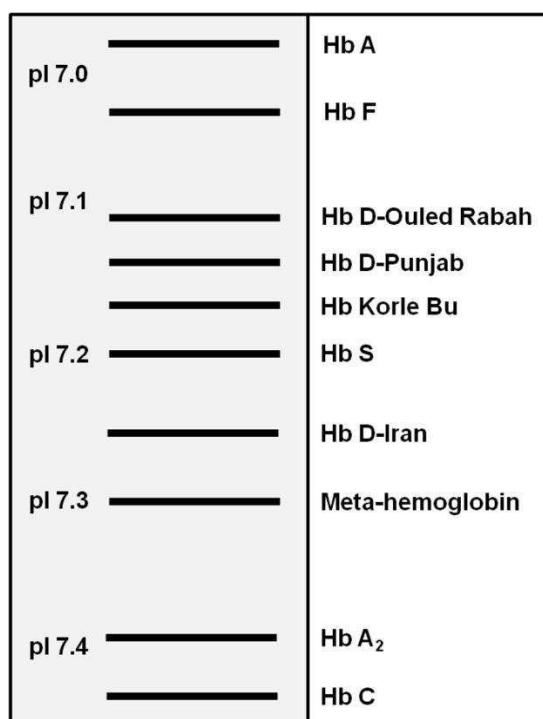 Hb A
pI 7.0
Hb F
pI 7.1
Hb D-Ouled Rabah
Hb D-Punjab
Hb Korle Bu
pI 7.2 Hb S
Hb D-Iran
pI 7.3 Meta-hemoglobin
pI 7.4 Hb A₂
Hb C